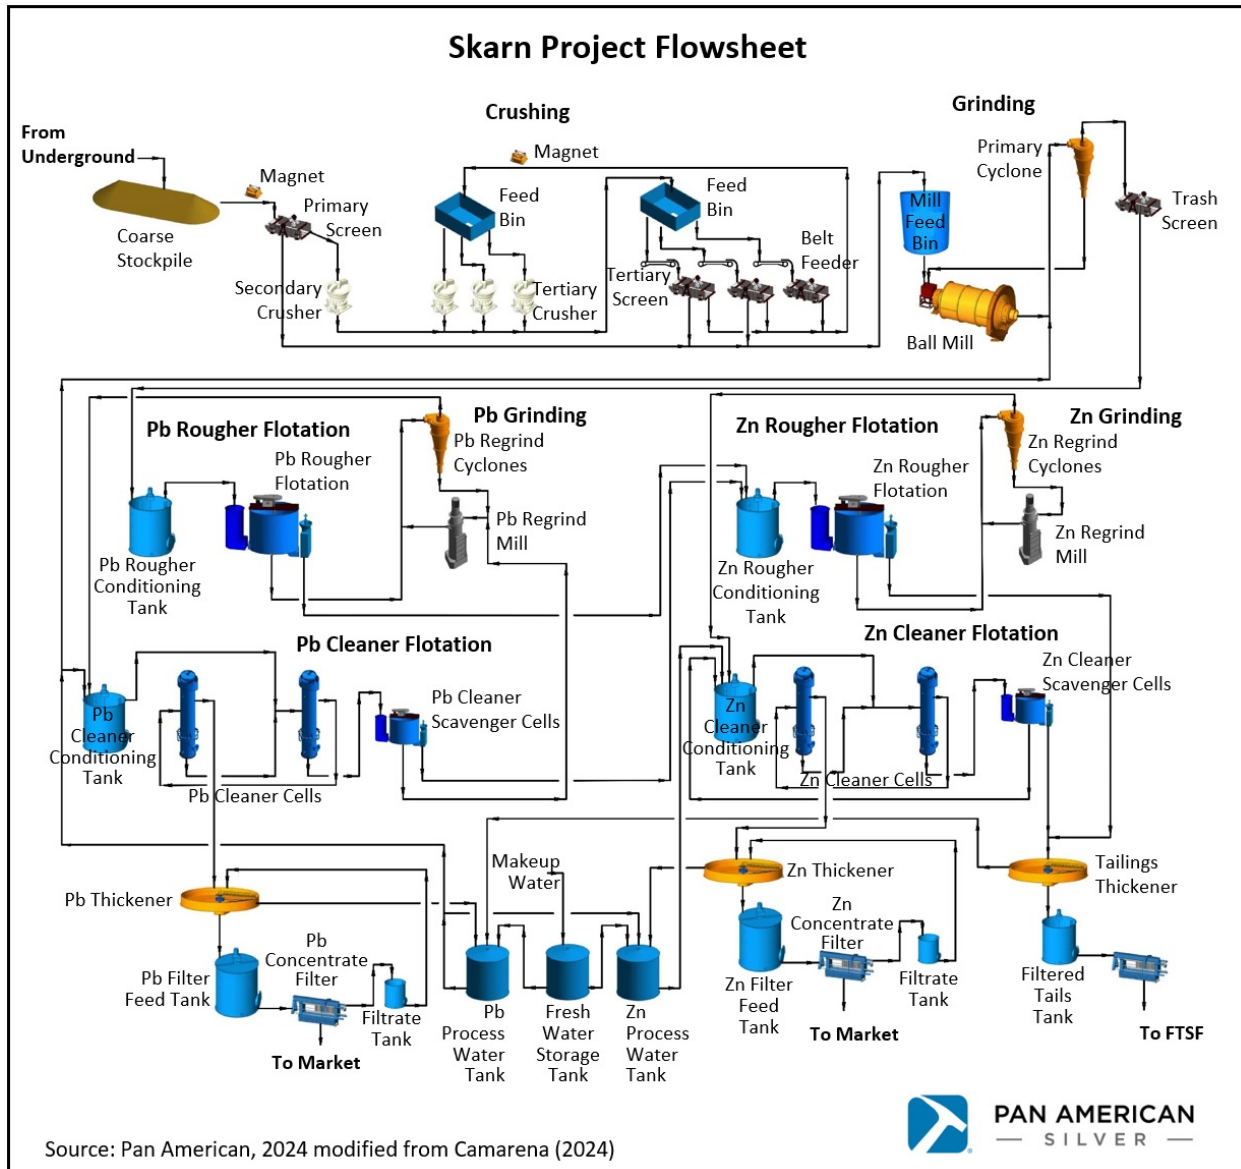 Skarn Project Flowsheet
Crushing
Grinding
From
Underground
Magnet
Coarse
Stockpile
Primary
Screen
Secondary
Crusher
Magnet
Feed
Bin
Tertiary
Crusher
Feed
Bin
Tertiary
Screen
Belt
Feeder
Mill
Feed
Bin
Ball Mill
Primary
Cyclone
Trash
Screen
Pb Rougher Flotation
Pb Grinding
Pb Rougher
Flotation
Pb Regrind
Cyclones
Pb Regrind
Mill
Pb Rougher
Conditioning
Tank
Zn Rougher Flotation
Zn Grinding
Zn Rougher
Flotation
Zn Regrind
Cyclones
Zn Regrind
Mill
Zn Rougher
Conditioning
Tank
Pb Cleaner Flotation
Pb Cleaner
Scavenger Cells
Pb
Cleaner
Conditioning
Tank
Pb Cleaner Cells
Zn Cleaner Flotation
Zn Cleaner
Scavenger Cells
Zn
Cleaner
Conditioning
Tank
Zn Cleaner Cells
Pb Thickener
Pb Filter
Feed Tank
Pb
Concentrate
Filter
Filtrate
Tank
To Market
Makeup
Water
Pb
Process
Water
Tank
Fresh
Water
Storage
Tank
Zn
Process
Water
Tank
Zn Thickener
Zn Filter
Feed
Tank
Zn
Concentrate
Filter
Filtrate
Tank
To Market
Tailings
Thickener
Filtered
Tails
Tank
To FTSF
PAN AMERICAN
— SILVER —
Source: Pan American, 2024 modified from Camarena (2024)